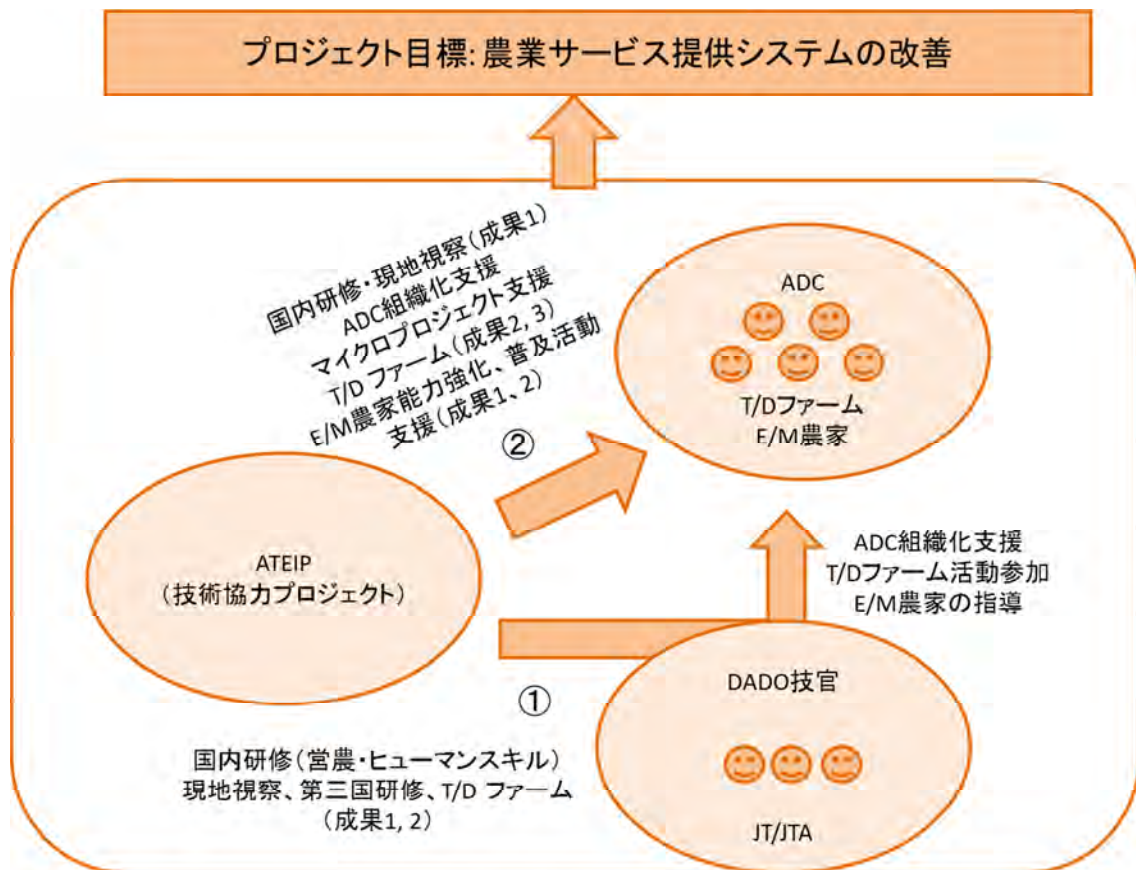 プロジェクト目標: 農業サービス提供システムの改善
国内研修・現地視察(成果1)
ADC組織化支援
マイクロプロジェクト支援
T/D ファーム(成果2, 3)
E/M農家能力強化、普及活動
支援(成果1、2)
②
ADC
T/Dファーム
E/M農家
ATEIP
(技術協力プロジェクト)
ADC組織化支援
T/Dファーム活動参加
E/M農家の指導
①
DADO技官
JT/JTA
国内研修(営農・ヒューマンスキル)
現地視察、第三国研修、T/D ファーム
(成果1, 2)